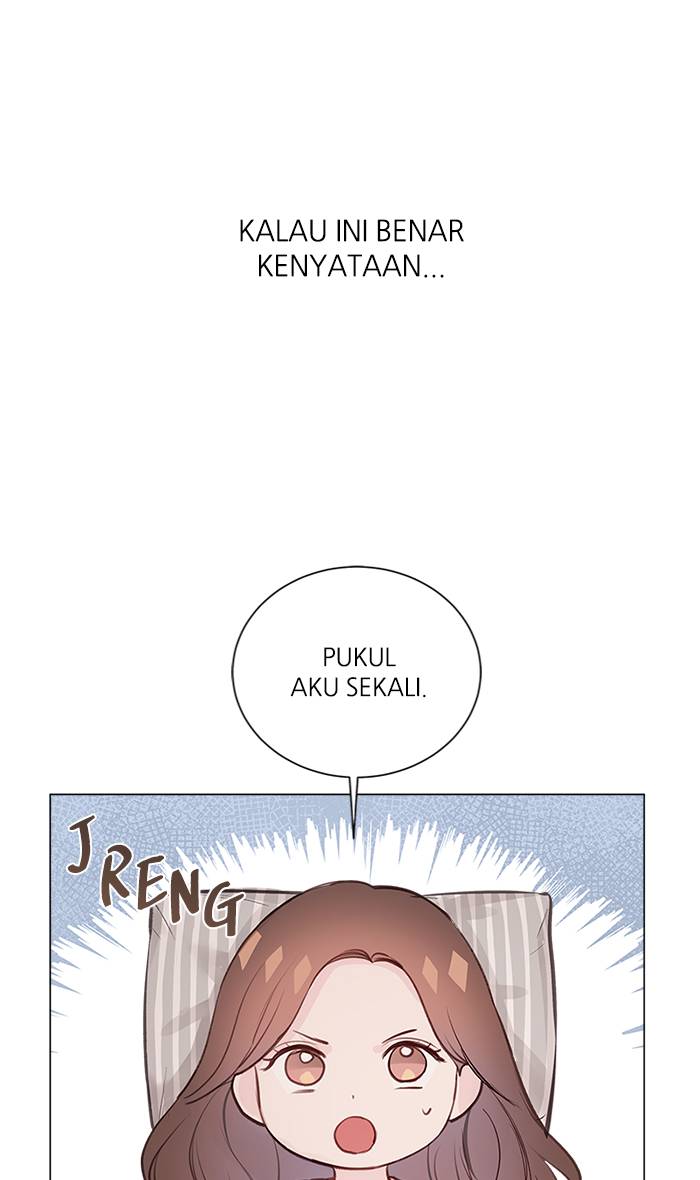 KALAU INI BENAR
KENYATAAN...
PUKUL
AKU SEKALI.
JRENG